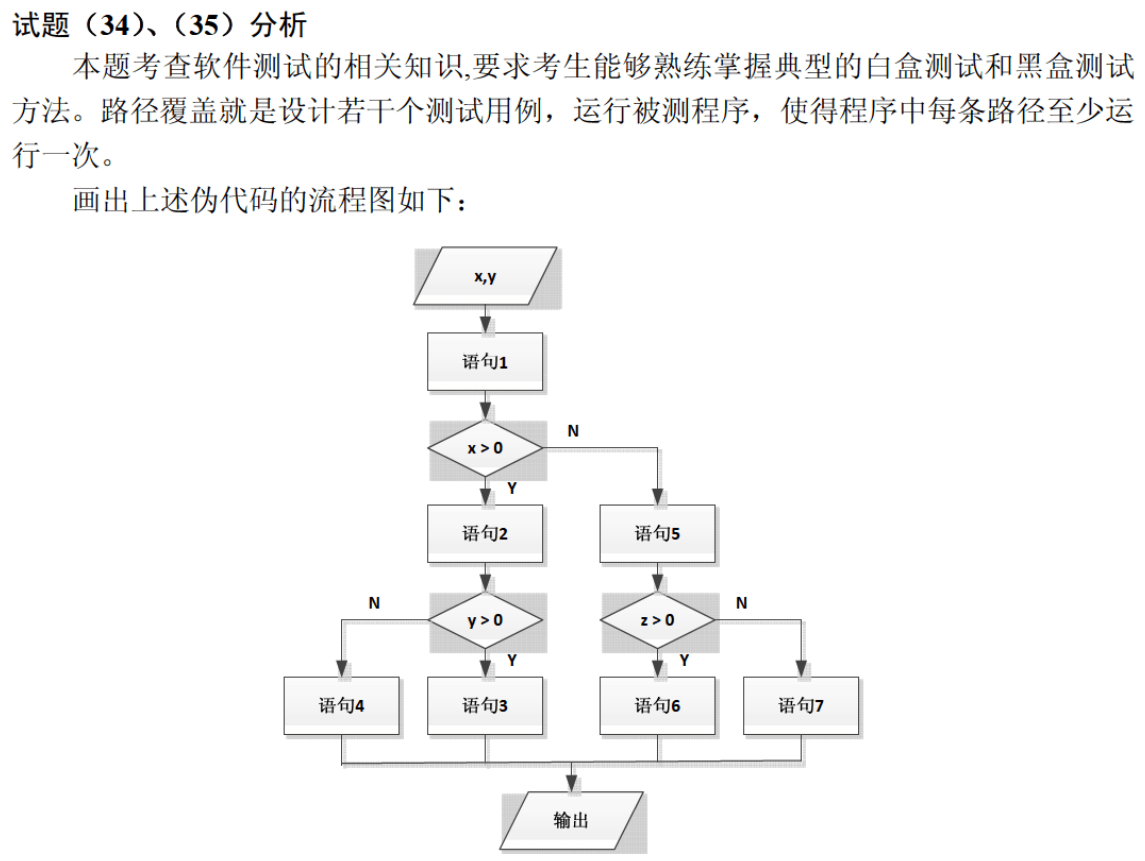 试题（34）、（35）分析
本题考查软件测试的相关知识,要求考生能够熟练掌握典型的白盒测试和黑盒测试
方法。路径覆盖就是设计若干个测试用例，运行被测程序，使得程序中每条路径至少运
行一次。
画出上述伪代码的流程图如下：
x,y
语句1
x > 0
N
Y
语句2
语句5
N
y > 0
z > 0
N
Y
Y
语句4
语句3
语句6
语句7
输出